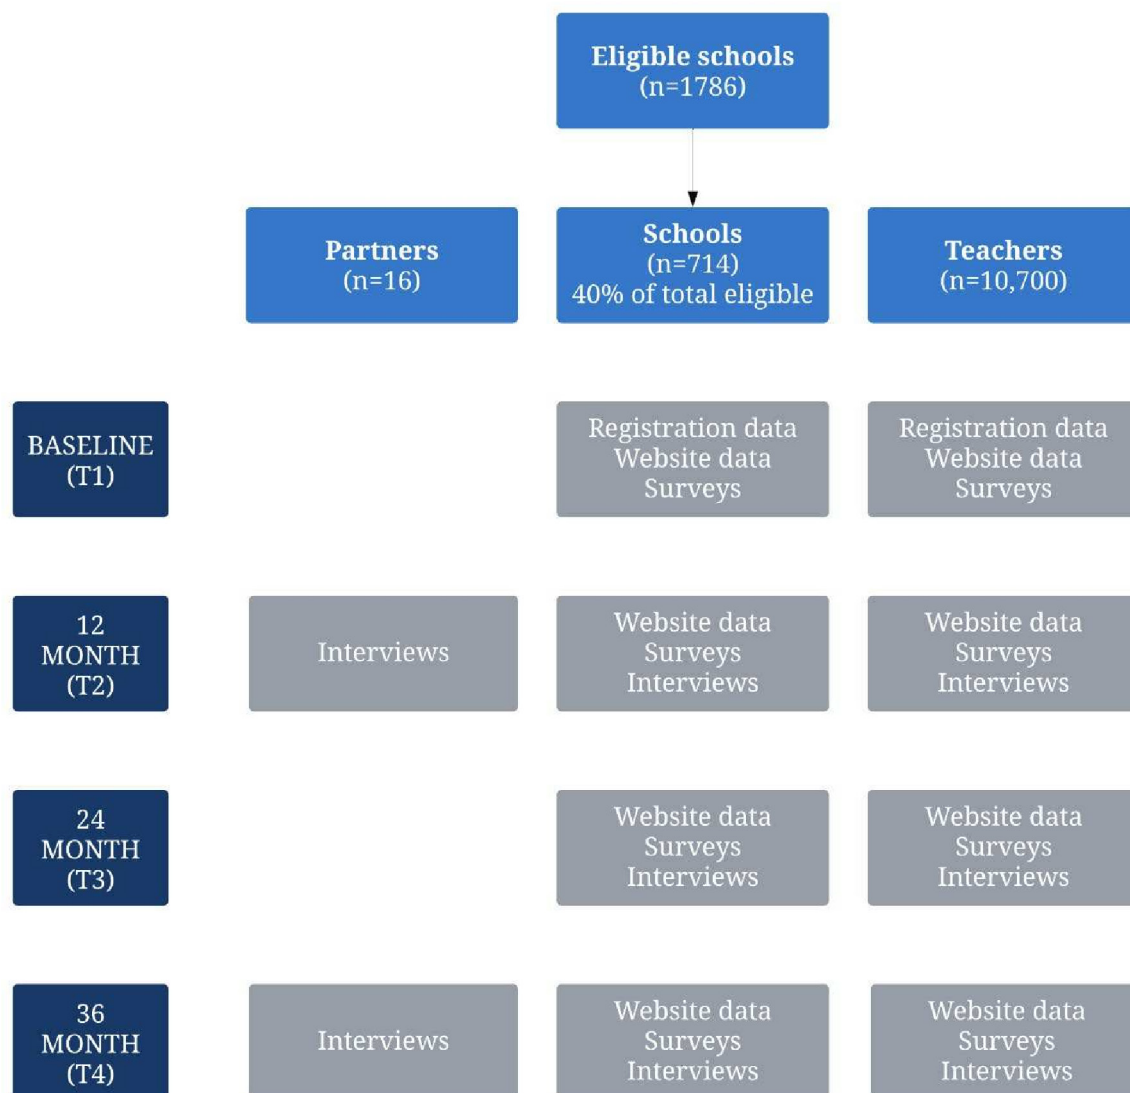 Eligible schools
(n=1786)
Partners
(n=16)
Schools
(n=714)
40% of total eligible
Teachers
(n=10,700)
BASELINE
(T1)
Registration data
Website data
Surveys
Registration data
Website data
Surveys
12
MONTH
(T2)
Interviews
Website data
Surveys
Interviews
Website data
Surveys
Interviews
24
MONTH
(T3)
Website data
Surveys
Interviews
Website data
Surveys
Interviews
36
MONTH
(T4)
Interviews
Website data
Surveys
Interviews
Website data
Surveys
Interviews